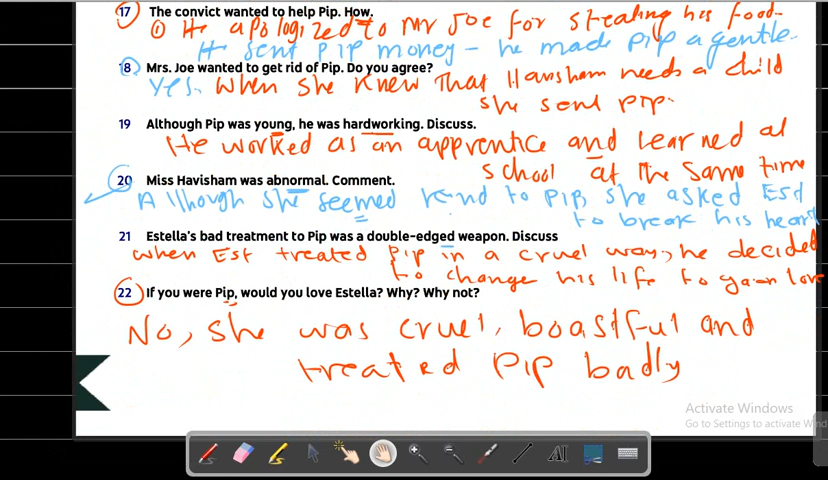 17 The convict wanted to help Pip. How.
① He apologized to Mr Joe for stealing his food.
He sent Pip money - he made Pip a gentle.
18 Mrs. Joe wanted to get rid of Pip. Do you agree?
Yes. when she knew That Havsham needs a child
she sent Pip.
19 Although Pip was young, he was hardworking. Discuss.
He worked as an apprentice and learned at
school at the same time
20 Miss Havisham was abnormal. Comment.
Although she seemed kind to Pip, she asked Est
to break his heart
21 Estella's bad treatment to Pip was a double-edged weapon. Discuss
when Est treated Pip in a cruel way, he decided
to change his life to gain love
22 If you were Pip, would you love Estella? Why? Why not?
No, she was cruel, boastful and
treated Pip badly
Activate Windows
Go to Settings to activate Wind
AI